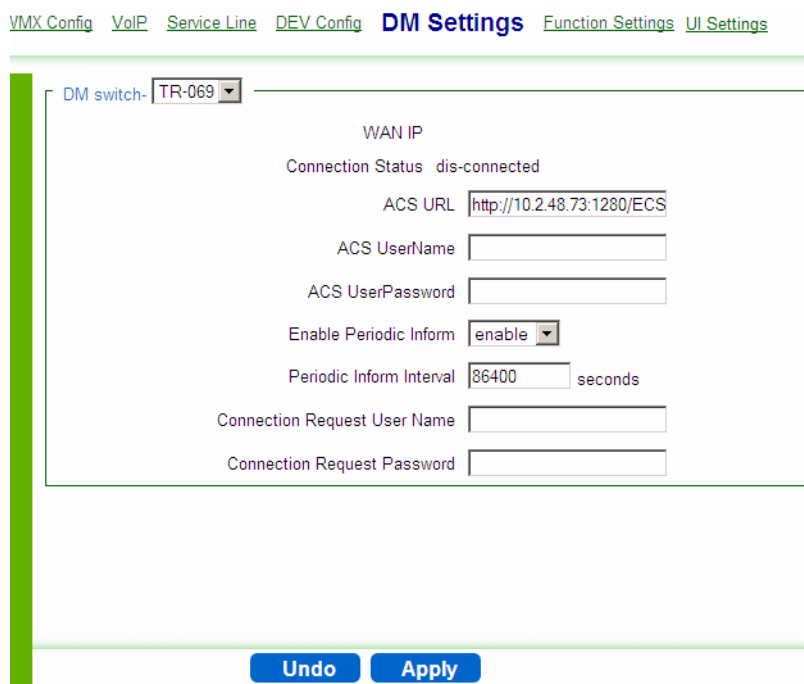 WMX Config VoIP Service Line DEV Config DM Settings Function Settings UI Settings
DM switch- TR-069
WAN IP
Connection Status dis-connected
ACS URL http://10.2.48.73:1280/ECS
ACS UserName
ACS UserPassword
Enable Periodic Inform enable
Periodic Inform Interval 86400 seconds
Connection Request User Name
Connection Request Password
Undo Apply